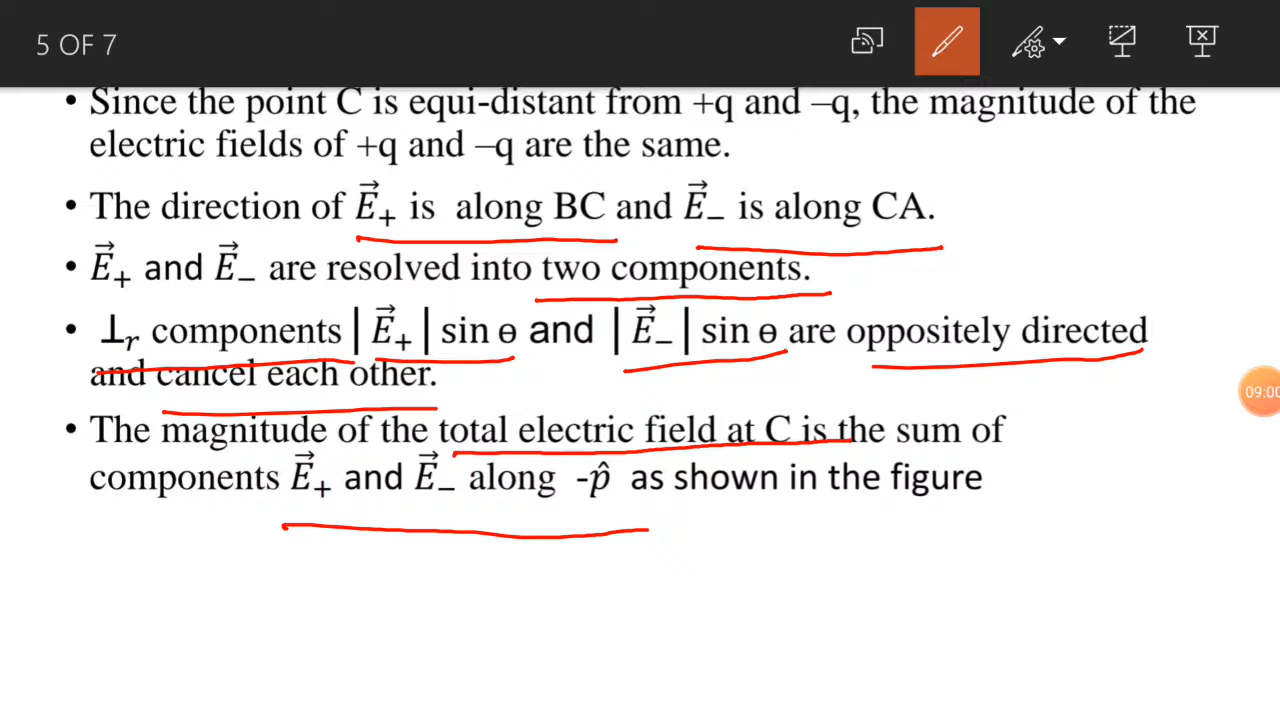 5 OF 7
• Since the point C is equi-distant from +q and –q, the magnitude of the
electric fields of +q and –q are the same.
• The direction of E⃗₊ is along BC and E⃗₋ is along CA.
• E⃗₊ and E⃗₋ are resolved into two components.
• ⊥ᵣ components |E⃗₊| sin ɵ and |E⃗₋| sin ɵ are oppositely directed
and cancel each other.
• The magnitude of the total electric field at C is the sum of
components E⃗₊ and E⃗₋ along -p̂ as shown in the figure
09:00